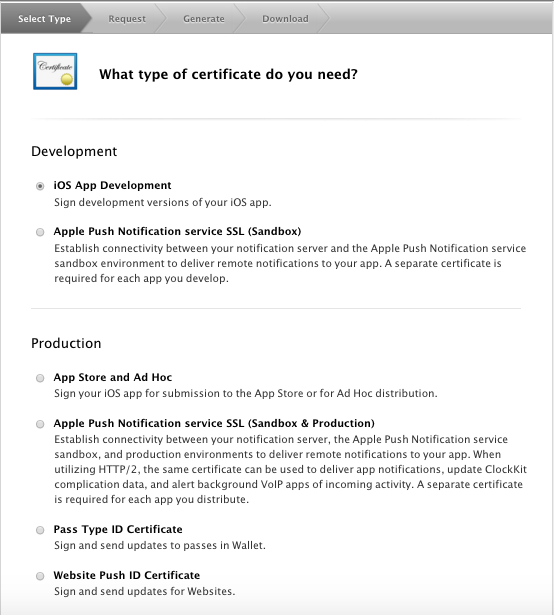 Select Type Request Generate Download
Certificate
What type of certificate do you need?
Development
iOS App Development
Sign development versions of your iOS app.
Apple Push Notification service SSL (Sandbox)
Establish connectivity between your notification server and the Apple Push Notification service
sandbox environment to deliver remote notifications to your app. A separate certificate is
required for each app you develop.
Production
App Store and Ad Hoc
Sign your iOS app for submission to the App Store or for Ad Hoc distribution.
Apple Push Notification service SSL (Sandbox & Production)
Establish connectivity between your notification server, the Apple Push Notification service
sandbox, and production environments to deliver remote notifications to your app. When
utilizing HTTP/2, the same certificate can be used to deliver app notifications, update ClockKit
complication data, and alert background VoIP apps of incoming activity. A separate certificate
is required for each app you distribute.
Pass Type ID Certificate
Sign and send updates to passes in Wallet.
Website Push ID Certificate
Sign and send updates for Websites.